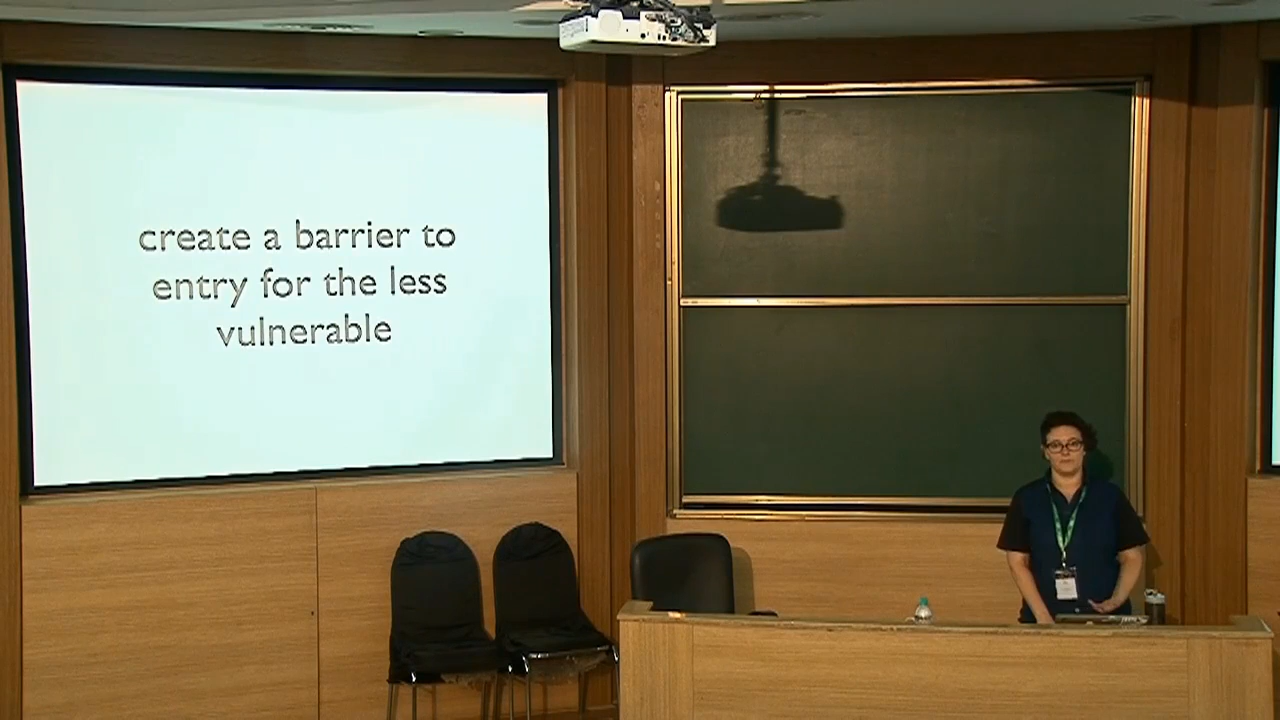 create a barrier to
entry for the less
vulnerable